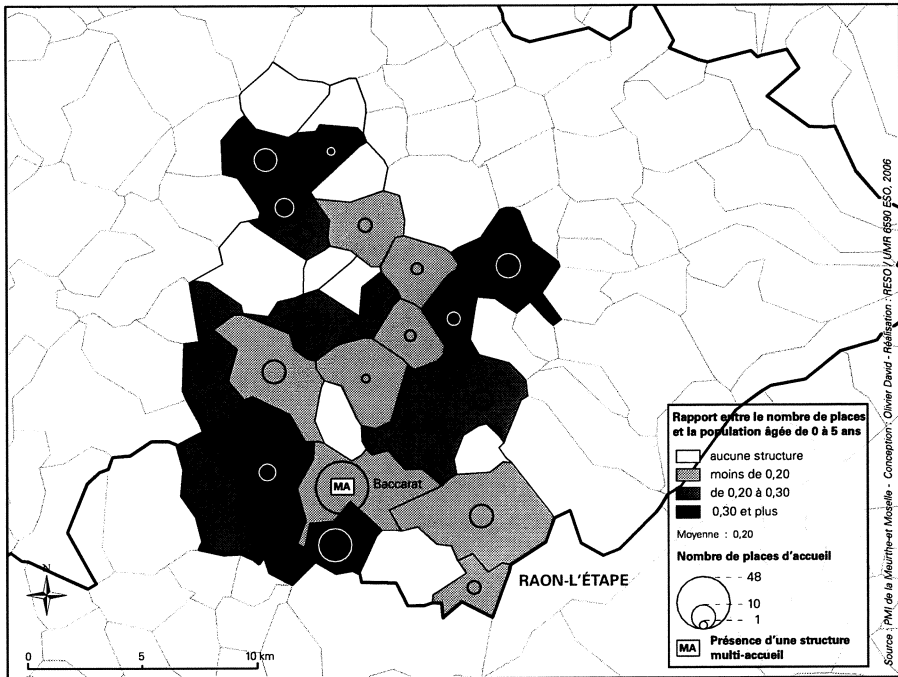 MA
Baccarat
RAON-L'ÉTAPE
N
0 5 10 km
Rapport entre le nombre de places
et la population âgée de 0 à 5 ans
aucune structure
moins de 0,20
de 0,20 à 0,30
0,30 et plus
Moyenne : 0,20
Nombre de places d'accueil
48
10
1
MA Présence d'une structure
multi-accueil
Source : PMI de la Meurthe-et Moselle - Conception : Olivier David - Réalisation : RESO / UMR 6590 ESO, 2006